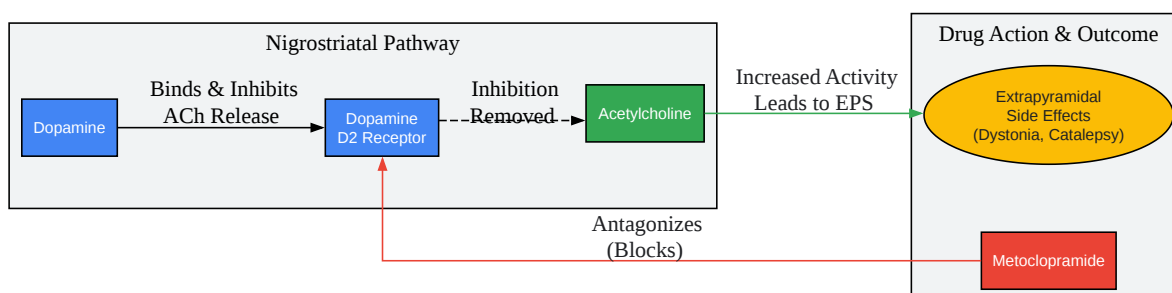 Nigrostriatal Pathway
Drug Action & Outcome
Dopamine
Binds & Inhibits
ACh Release
Dopamine
D2 Receptor
Inhibition
Removed
Acetylcholine
Increased Activity
Leads to EPS
Extrapyramidal
Side Effects
(Dystonia, Catalepsy)
Antagonizes
(Blocks)
Metoclopramide